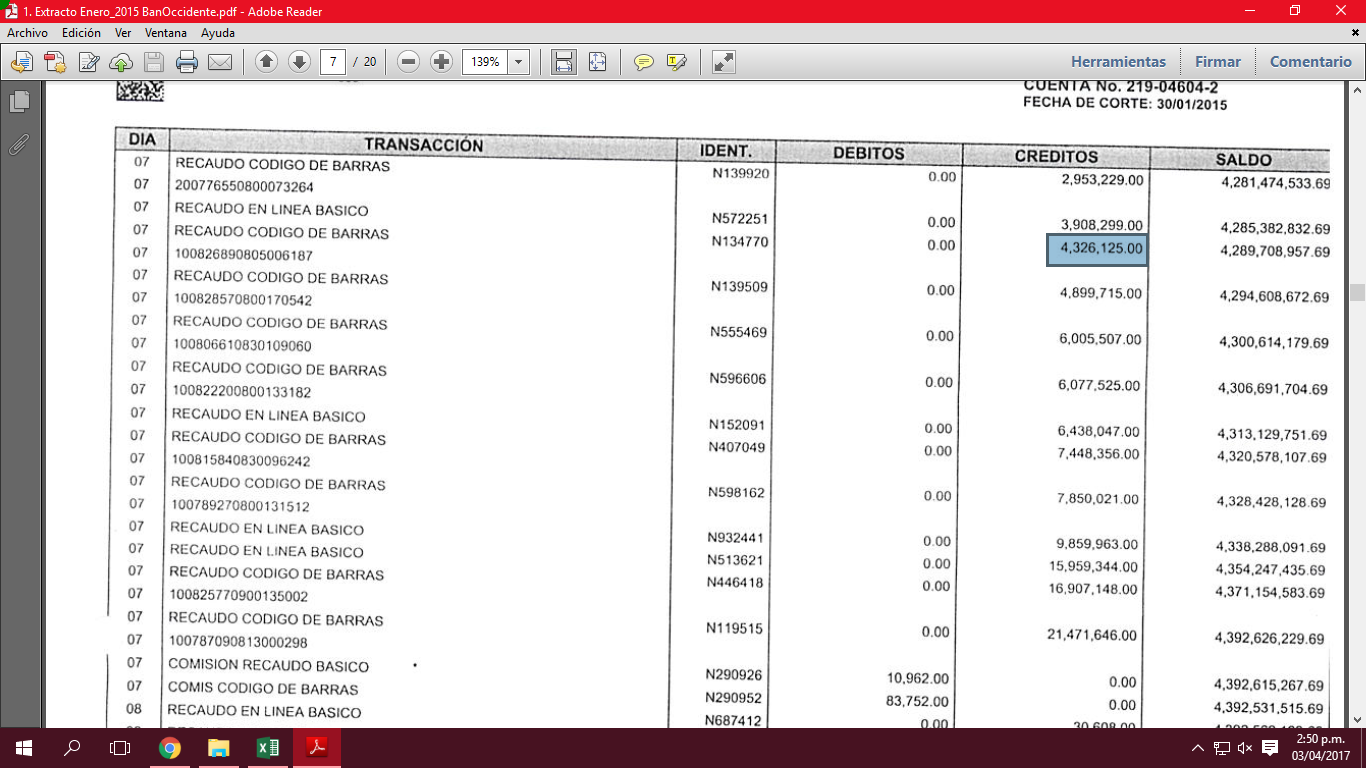 1. Extracto Enero_2015 BanOccidente.pdf - Adobe Reader
Archivo Edición Ver Ventana Ayuda
7 / 20 139% Herramientas Firmar Comentario
CUENTA No. 219-04604-2
FECHA DE CORTE: 30/01/2015
DIA TRANSACCIÓN IDENT. DEBITOS CREDITOS SALDO
07 RECAUDO CODIGO DE BARRAS N139920 0.00 2,953,229.00 4,281,474,533.69
07 200776550800073264
07 RECAUDO EN LINEA BASICO N572251 0.00 3,908,299.00 4,285,382,832.69
07 RECAUDO CODIGO DE BARRAS N134770 0.00 4,326,125.00 4,289,708,957.69
07 100826890805006187
07 RECAUDO CODIGO DE BARRAS N139509 0.00 4,899,715.00 4,294,608,672.69
07 100828570800170542
07 RECAUDO CODIGO DE BARRAS N555469 0.00 6,005,507.00 4,300,614,179.69
07 100806610830109060
07 RECAUDO CODIGO DE BARRAS N596606 0.00 6,077,525.00 4,306,691,704.69
07 100822200800133182
07 RECAUDO EN LINEA BASICO N152091 0.00 6,438,047.00 4,313,129,751.69
07 RECAUDO CODIGO DE BARRAS N407049 0.00 7,448,356.00 4,320,578,107.69
07 100815840830096242
07 RECAUDO CODIGO DE BARRAS N598162 0.00 7,850,021.00 4,328,428,128.69
07 100789270800131512
07 RECAUDO EN LINEA BASICO N932441 0.00 9,859,963.00 4,338,288,091.69
07 RECAUDO EN LINEA BASICO N513621 0.00 15,959,344.00 4,354,247,435.69
07 RECAUDO CODIGO DE BARRAS N446418 0.00 16,907,148.00 4,371,154,583.69
07 100825770900135002
07 RECAUDO CODIGO DE BARRAS N119515 0.00 21,471,646.00 4,392,626,229.69
07 100787090813000298
07 COMISION RECAUDO BASICO N290926 10,962.00 0.00 4,392,615,267.69
07 COMIS CODIGO DE BARRAS N290952 83,752.00 0.00 4,392,531,515.69
08 RECAUDO EN LINEA BASICO N687412 0.00 30,608.00
2:50 p.m.
03/04/2017